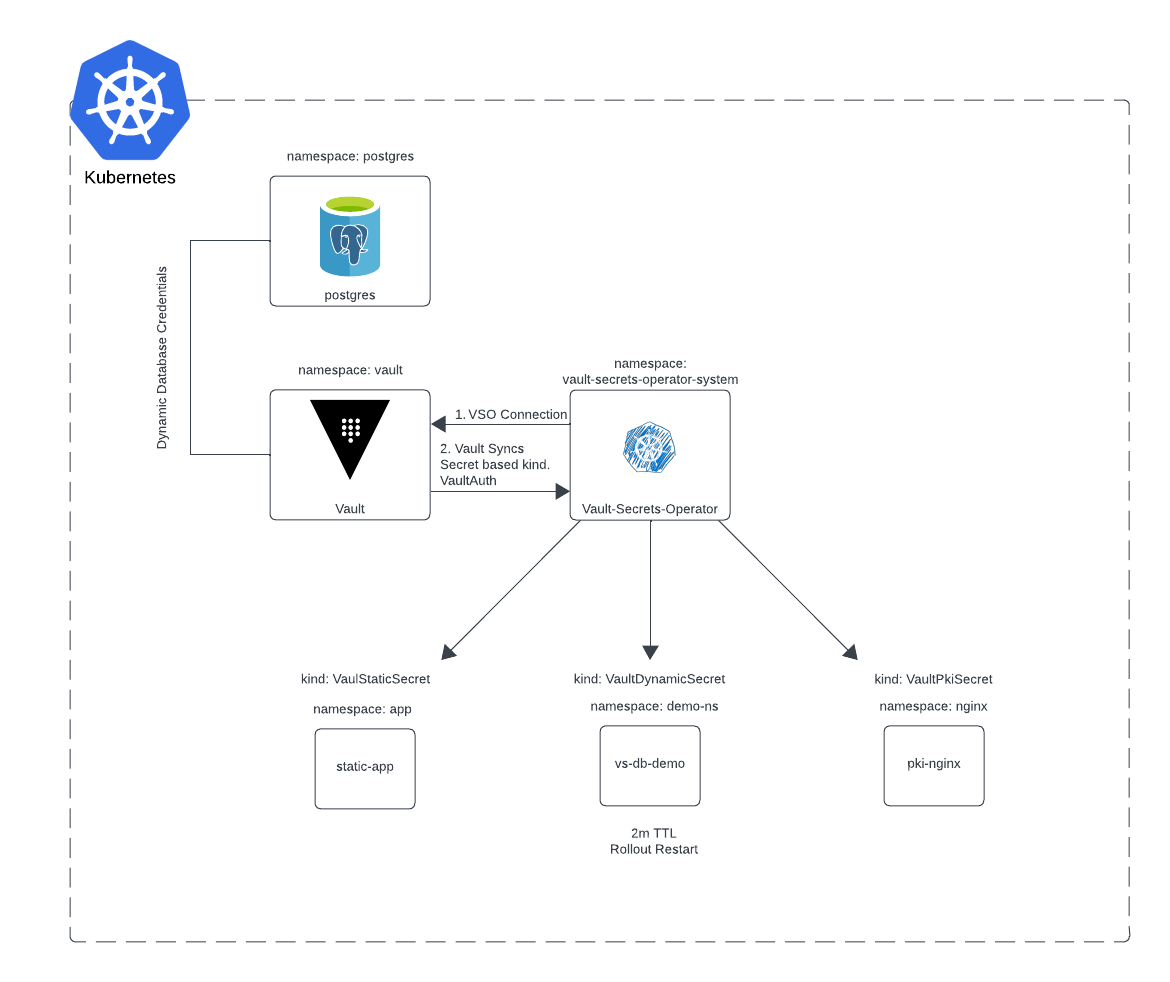 Kubernetes
namespace: postgres
postgres
Dynamic Database Credentials
namespace: vault
Vault
namespace:
vault-secrets-operator-system
1. VSO Connection
2. Vault Syncs
Secret based kind.
VaultAuth
Vault-Secrets-Operator
kind: VaulStaticSecret
namespace: app
static-app
kind: VaultDynamicSecret
namespace: demo-ns
vs-db-demo
2m TTL
Rollout Restart
kind: VaultPkiSecret
namespace: nginx
pki-nginx